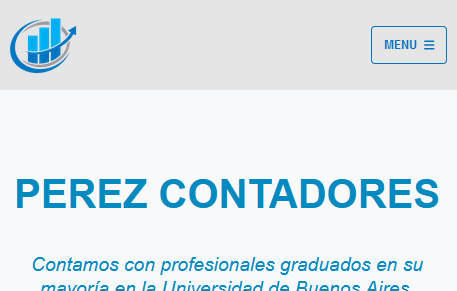 MENU
PEREZ CONTADORES
Contamos con profesionales graduados en su
mayoría en la Universidad de Buenos Aires